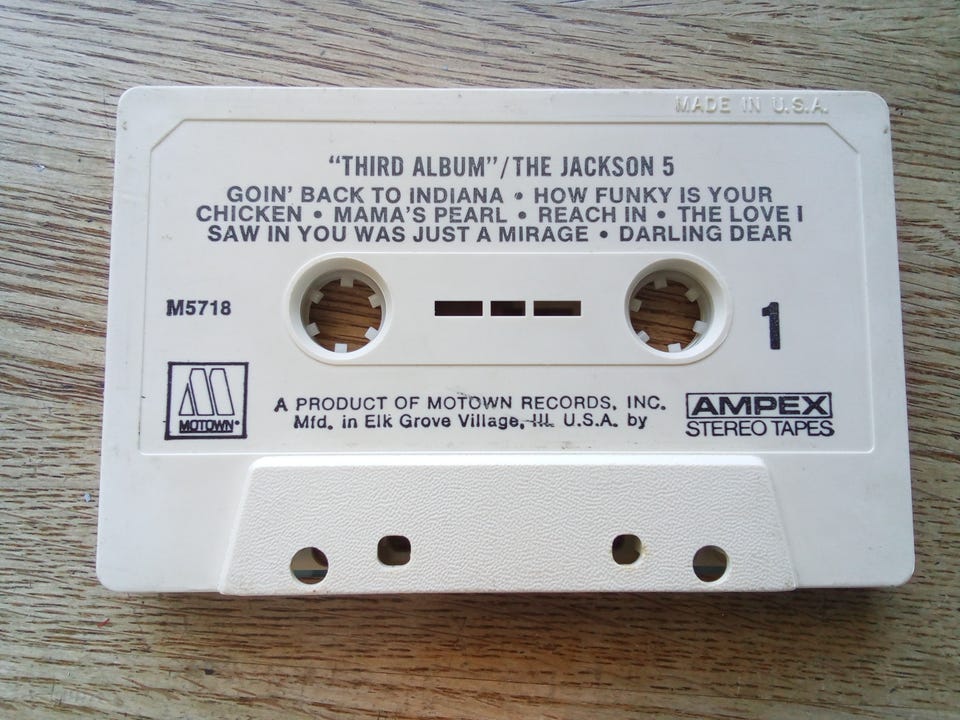 MADE IN U.S.A.
"THIRD ALBUM"/THE JACKSON 5
GOIN' BACK TO INDIANA • HOW FUNKY IS YOUR
CHICKEN • MAMA'S PEARL • REACH IN • THE LOVE I
SAW IN YOU WAS JUST A MIRAGE • DARLING DEAR
M5718
1
MOTOWN
A PRODUCT OF MOTOWN RECORDS, INC.
Mfd. in Elk Grove Village, Ill. U.S.A. by
AMPEX
STEREO TAPES